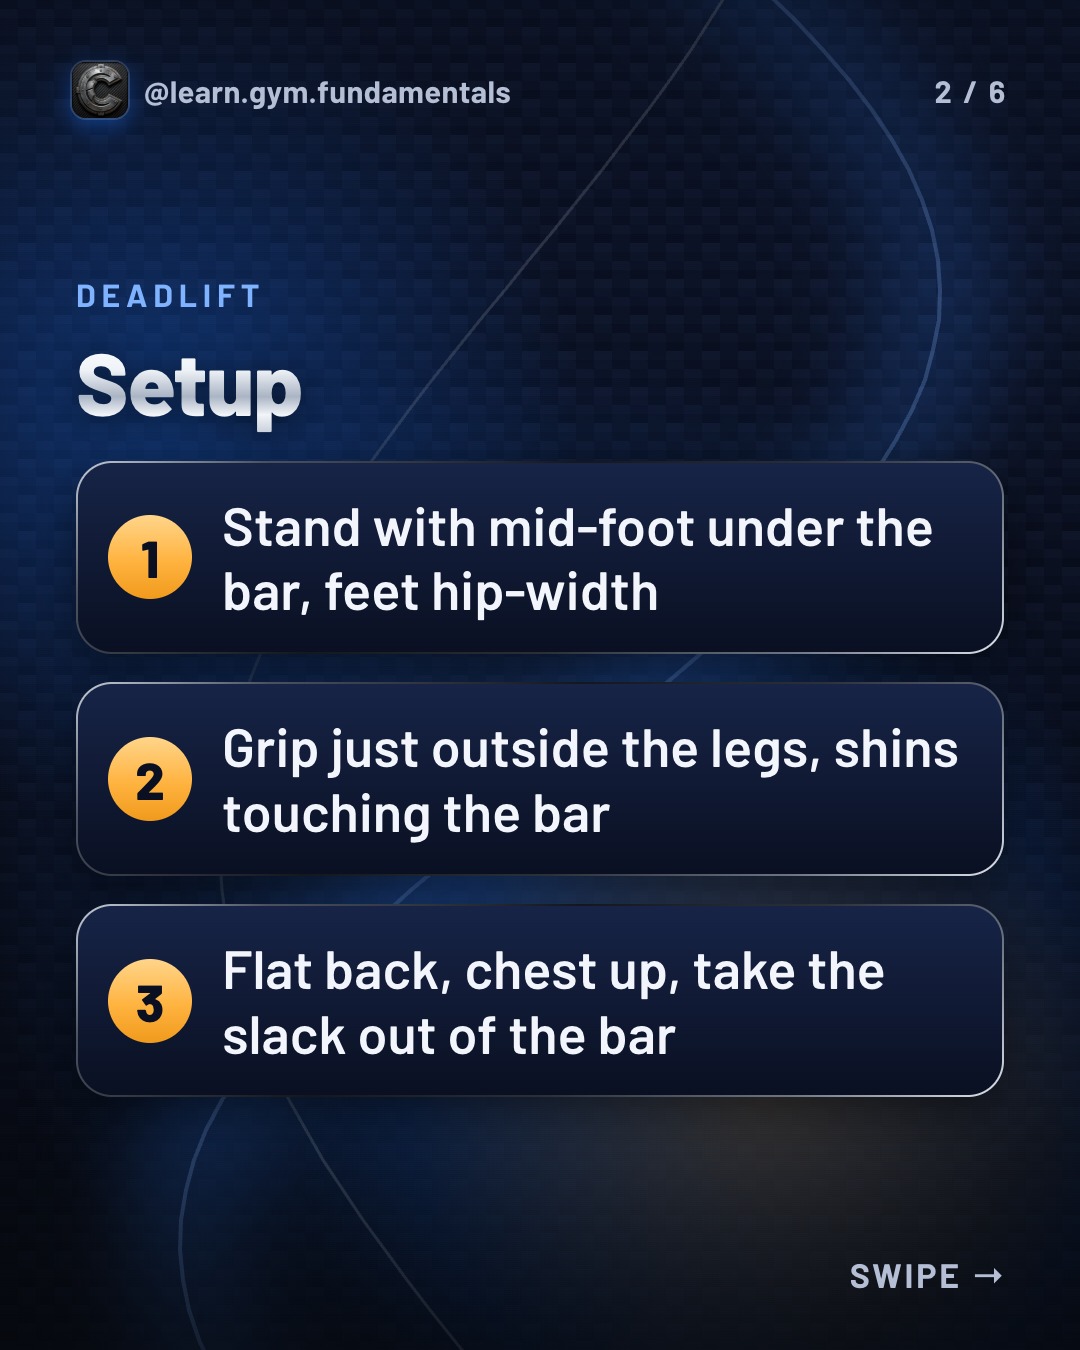 @learn.gym.fundamentals
2 / 6
DEADLIFT
Setup
1
Stand with mid-foot under the
bar, feet hip-width
2
Grip just outside the legs, shins
touching the bar
3
Flat back, chest up, take the
slack out of the bar
SWIPE →